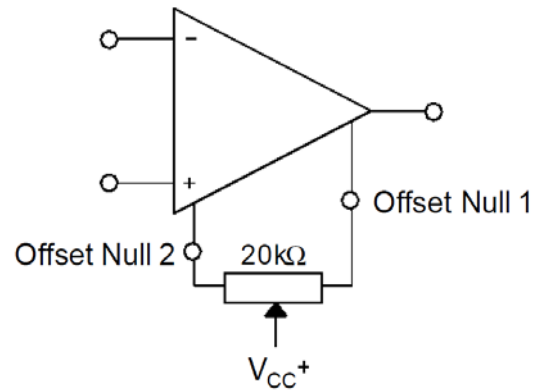 -
+
Offset Null 1
Offset Null 2
20kΩ
VCC+